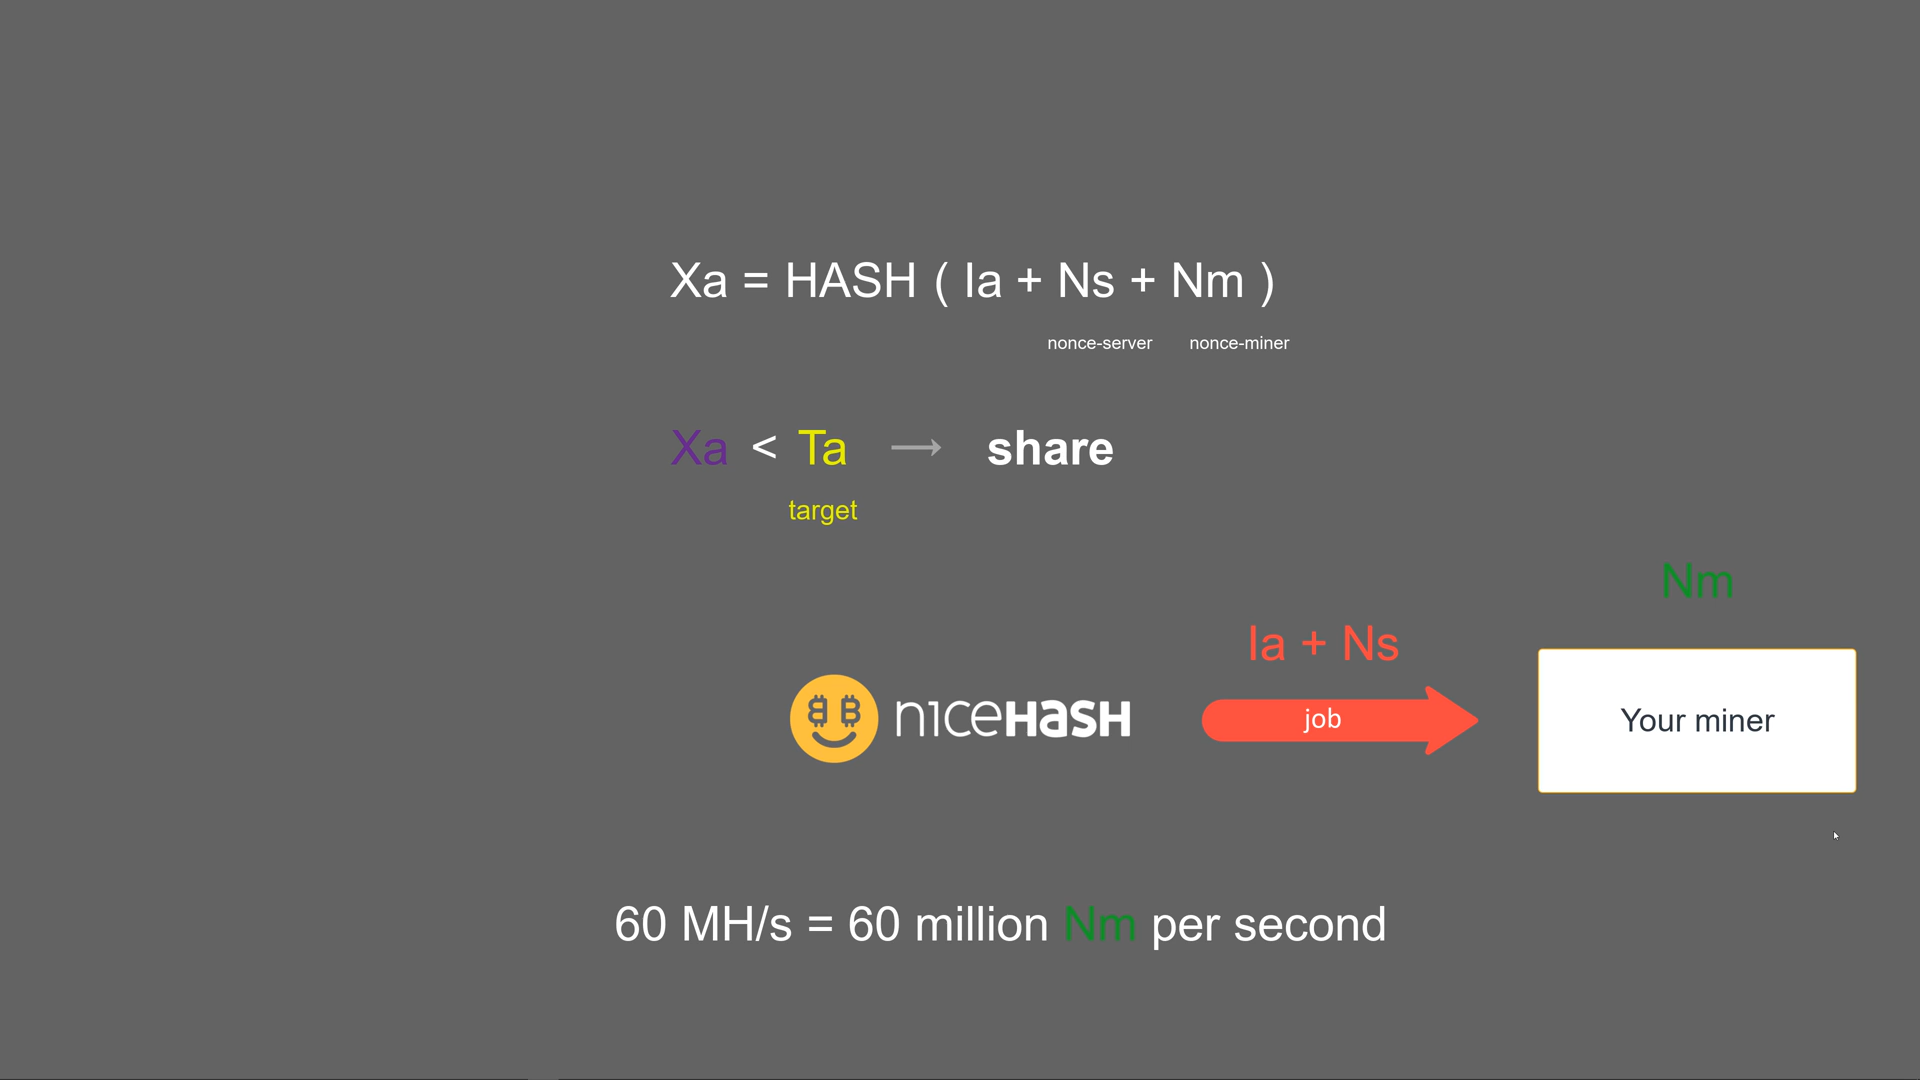 Xa = HASH ( Ia + Ns + Nm )
nonce-server nonce-miner
Xa < Ta → share
target
Nm
Ia + Ns
nıceHaSH
job
Your miner
60 MH/s = 60 million Nm per second